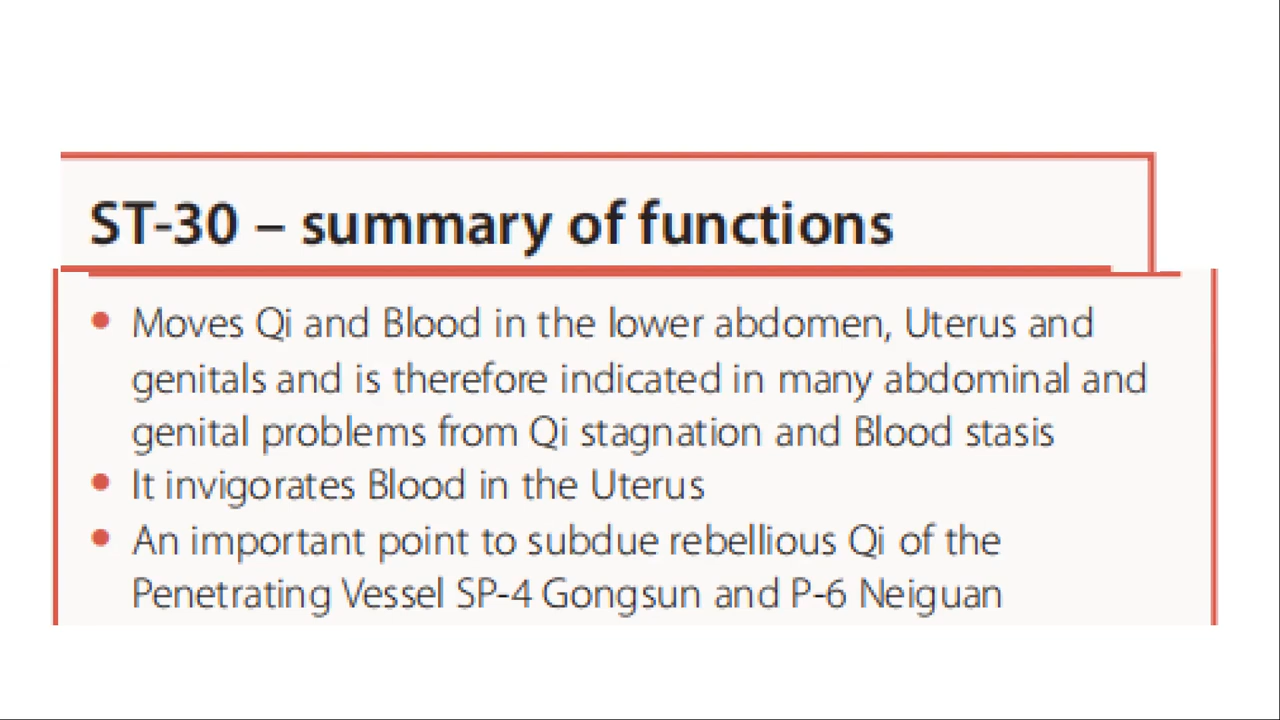 ST-30 – summary of functions
• Moves Qi and Blood in the lower abdomen, Uterus and
genitals and is therefore indicated in many abdominal and
genital problems from Qi stagnation and Blood stasis
• It invigorates Blood in the Uterus
• An important point to subdue rebellious Qi of the
Penetrating Vessel SP-4 Gongsun and P-6 Neiguan